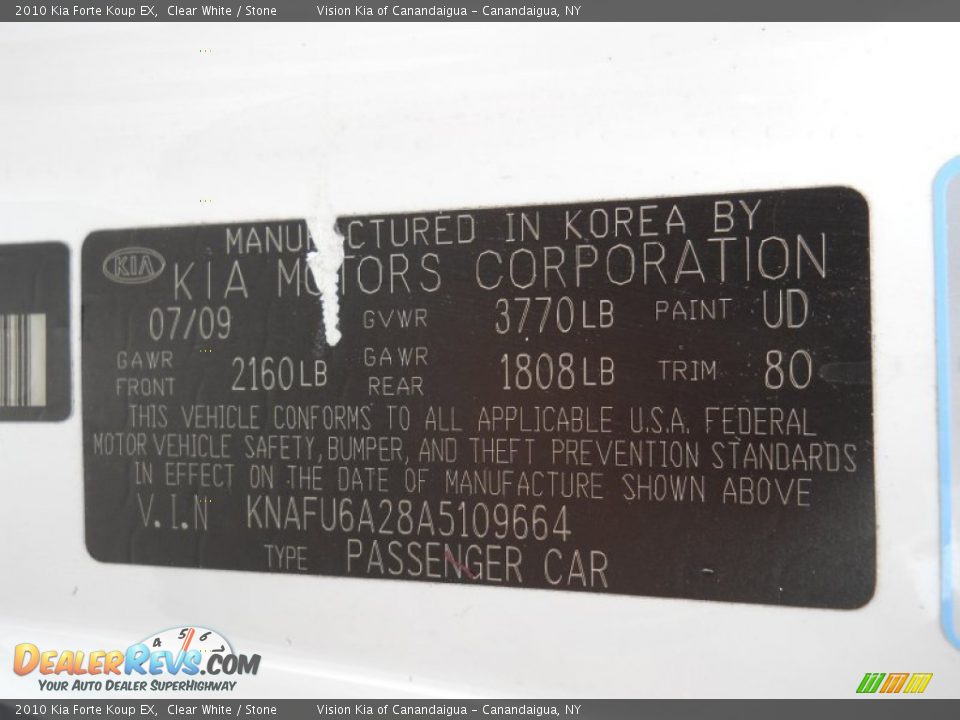 2010 Kia Forte Koup EX, Clear White / Stone Vision Kia of Canandaigua - Canandaigua, NY
MANUFACTURED IN KOREA BY
KIA KIA MOTORS CORPORATION
07/09 GVWR 3770LB PAINT UD
GAWR FRONT 2160LB GAWR REAR 1808LB TRIM 80
THIS VEHICLE CONFORMS TO ALL APPLICABLE U.S.A. FEDERAL
MOTOR VEHICLE SAFETY, BUMPER, AND THEFT PREVENTION STANDARDS
IN EFFECT ON THE DATE OF MANUFACTURE SHOWN ABOVE
V.I.N KNAFU6A28A5109664
TYPE PASSENGER CAR
4 5 6 7
DEALERREVS.COM
YOUR AUTO DEALER SUPERHIGHWAY
2010 Kia Forte Koup EX, Clear White / Stone Vision Kia of Canandaigua - Canandaigua, NY